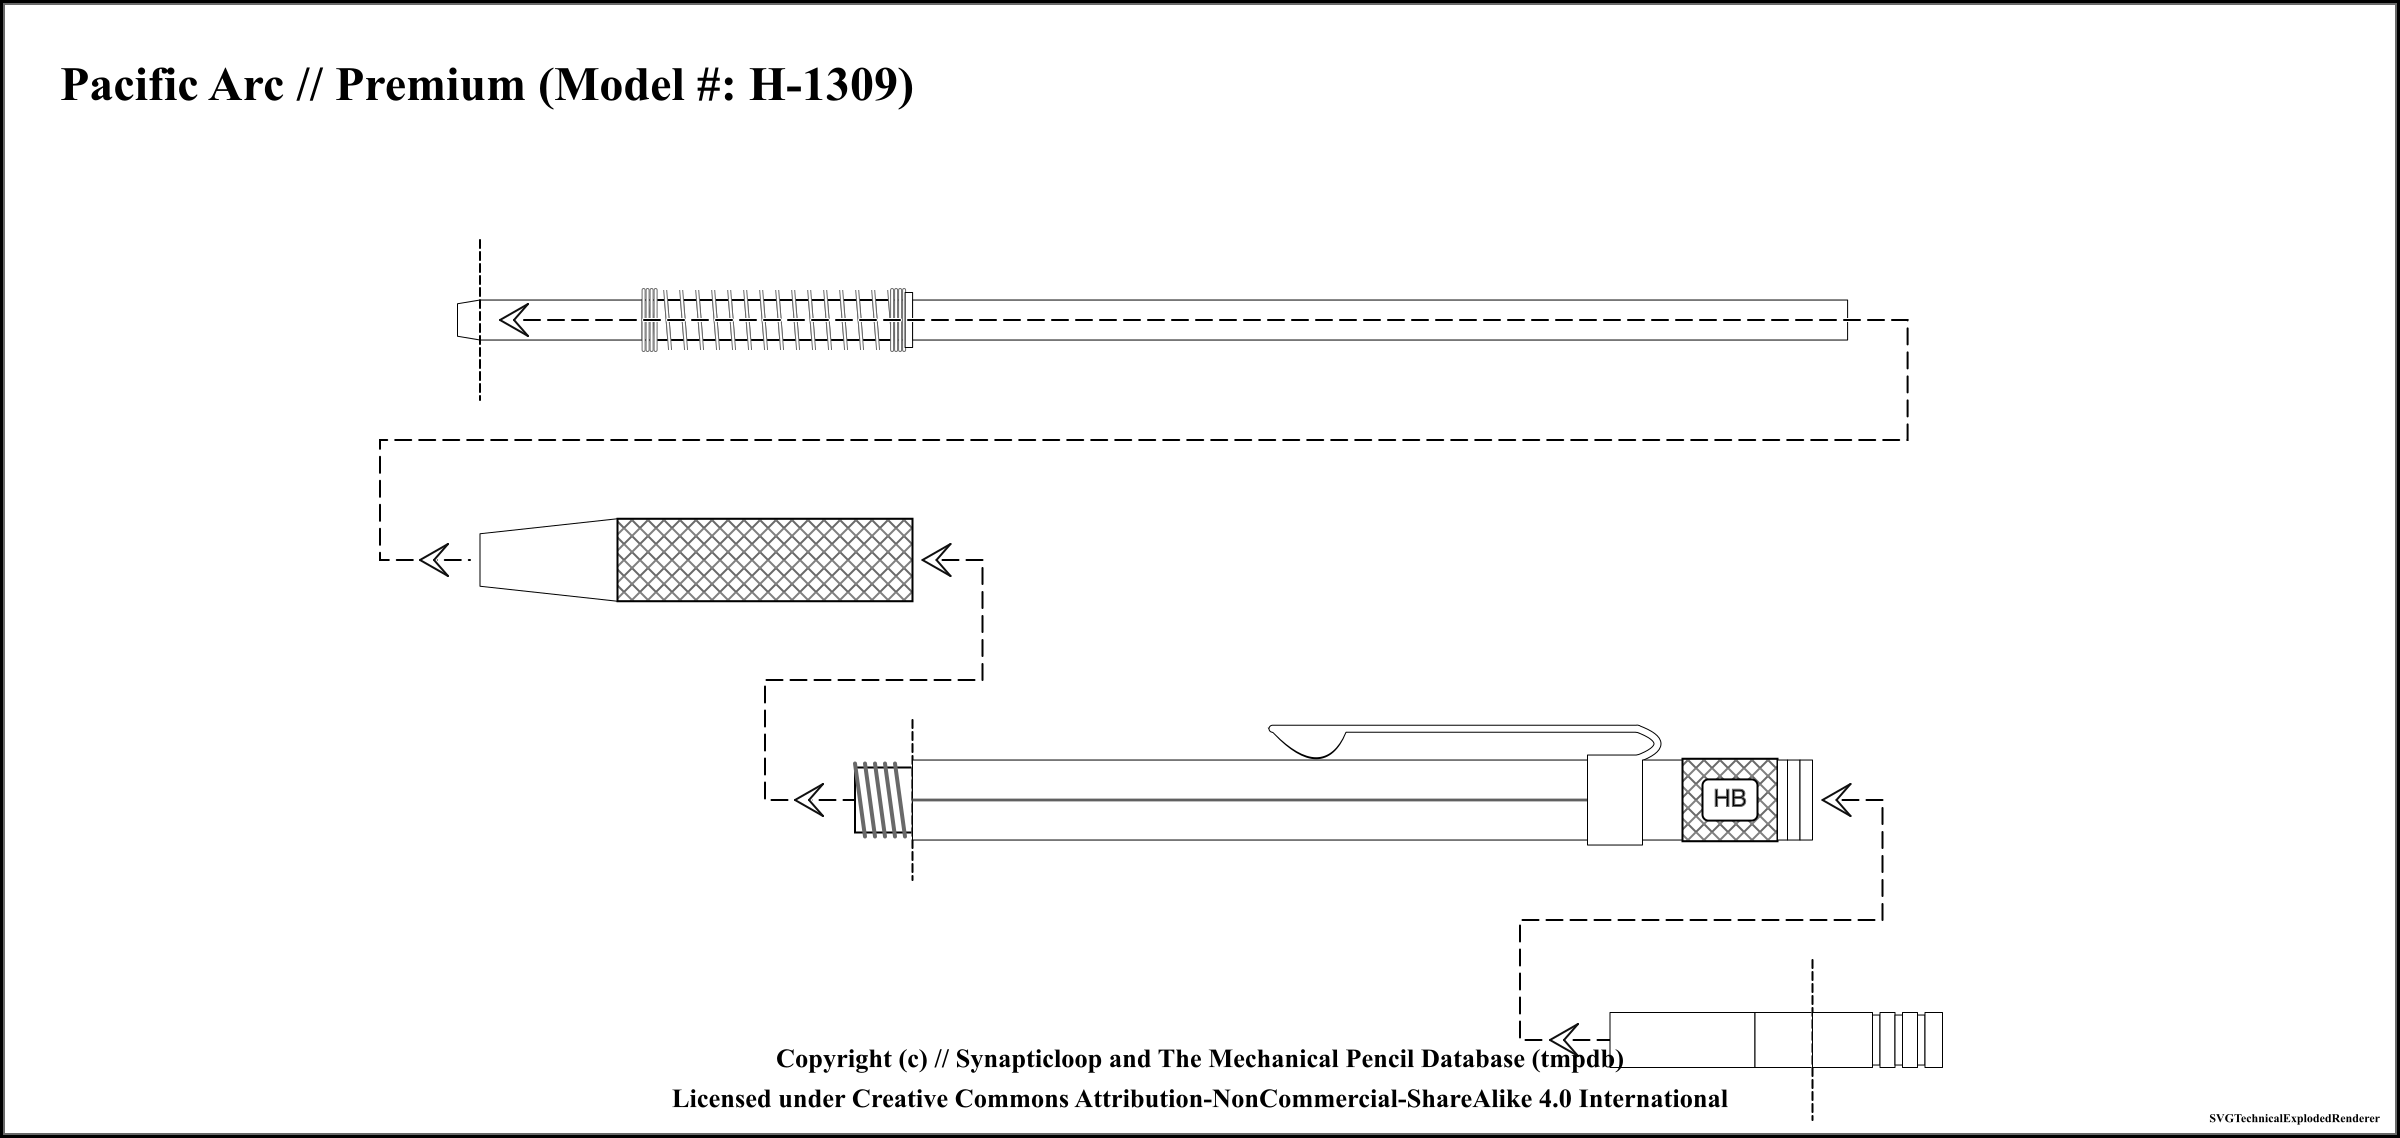 Pacific Arc // Premium (Model #: H-1309)
HB
Copyright (c) // Synapticloop and The Mechanical Pencil Database (tmpdb)
Licensed under Creative Commons Attribution-NonCommercial-ShareAlike 4.0 International
SVGTechnicalExplodedRenderer